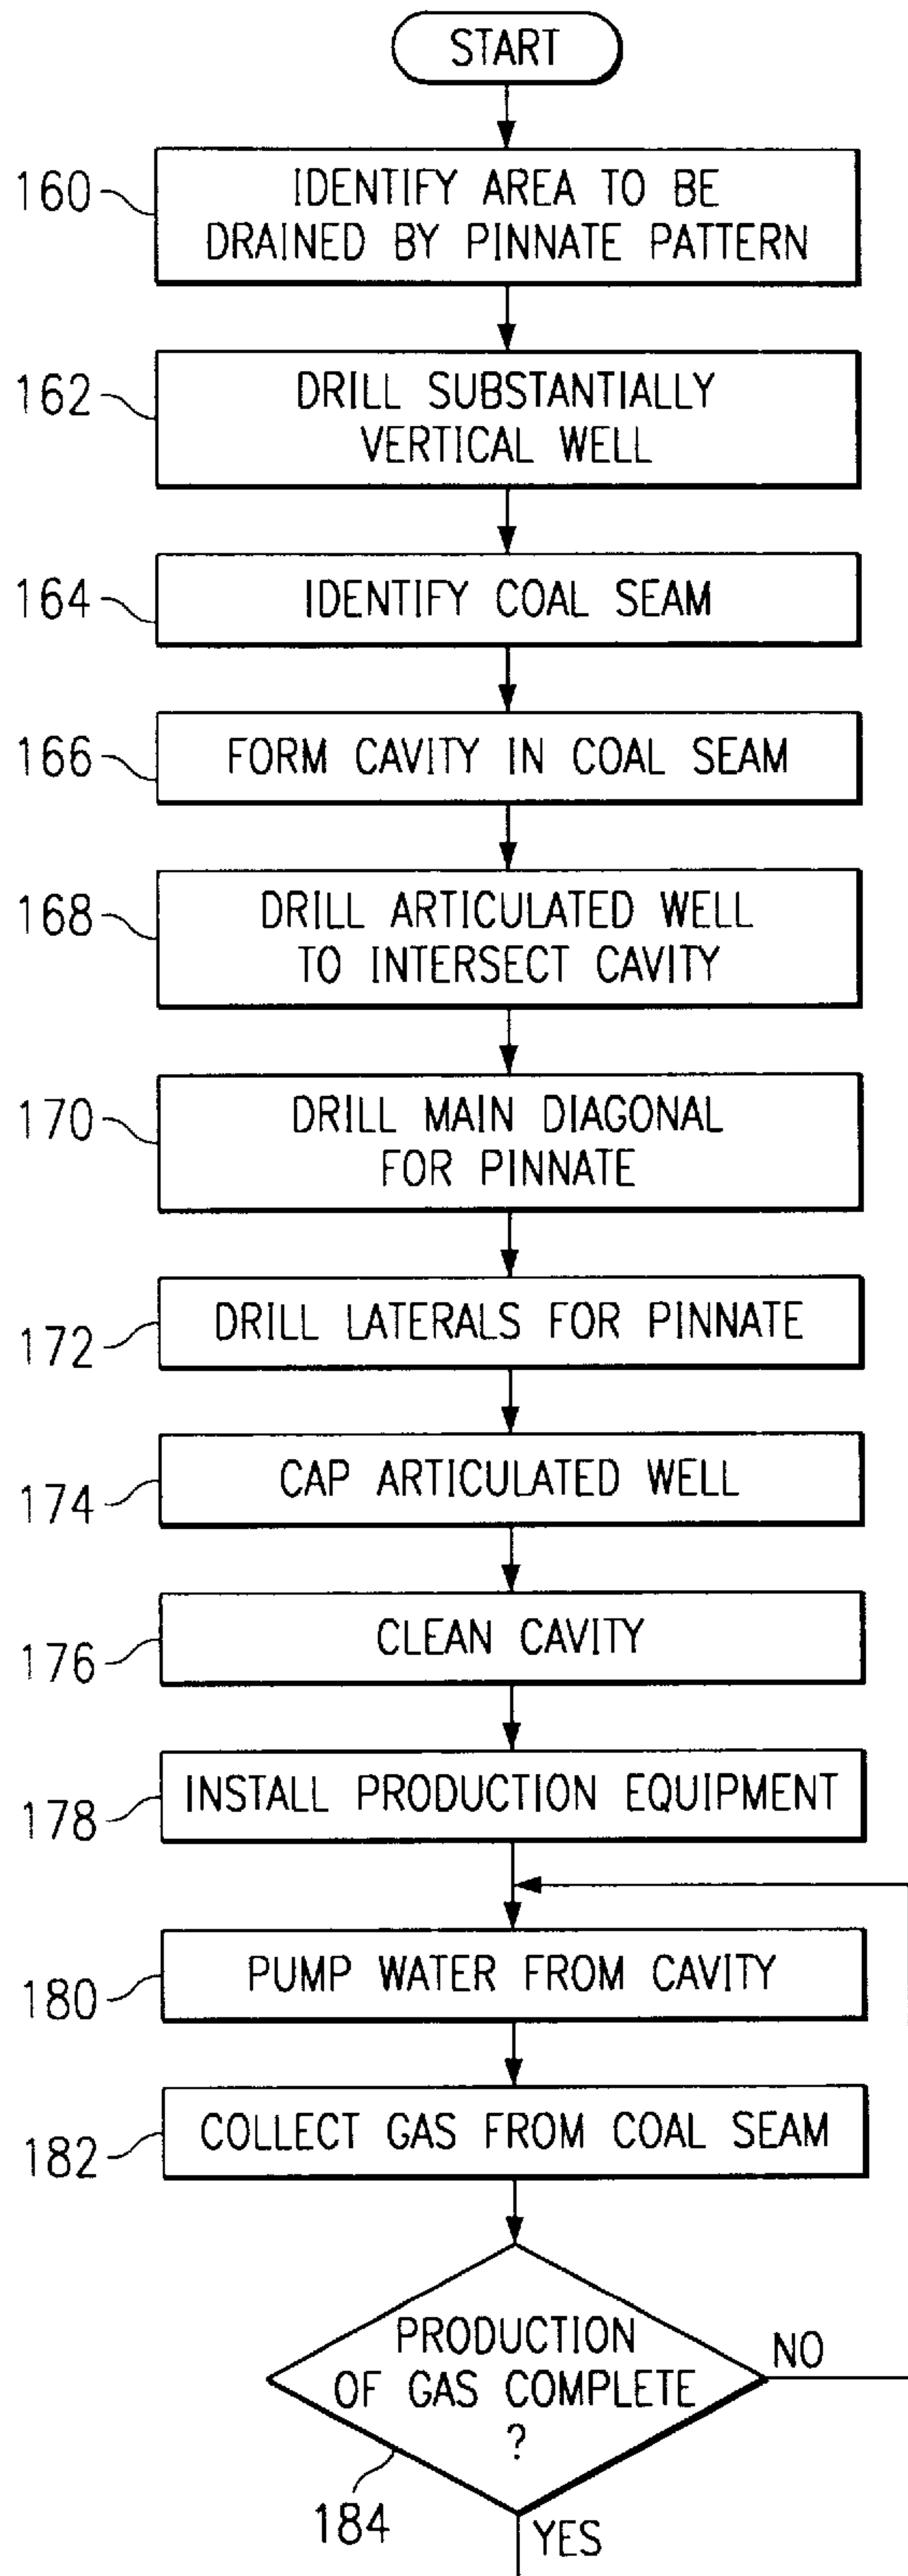 START
160
IDENTIFY AREA TO BE
DRAINED BY PINNATE PATTERN
162
DRILL SUBSTANTIALLY
VERTICAL WELL
164
IDENTIFY COAL SEAM
166
FORM CAVITY IN COAL SEAM
168
DRILL ARTICULATED WELL
TO INTERSECT CAVITY
170
DRILL MAIN DIAGONAL
FOR PINNATE
172
DRILL LATERALS FOR PINNATE
174
CAP ARTICULATED WELL
176
CLEAN CAVITY
178
INSTALL PRODUCTION EQUIPMENT
180
PUMP WATER FROM CAVITY
182
COLLECT GAS FROM COAL SEAM
PRODUCTION
OF GAS COMPLETE
?
NO
184
YES